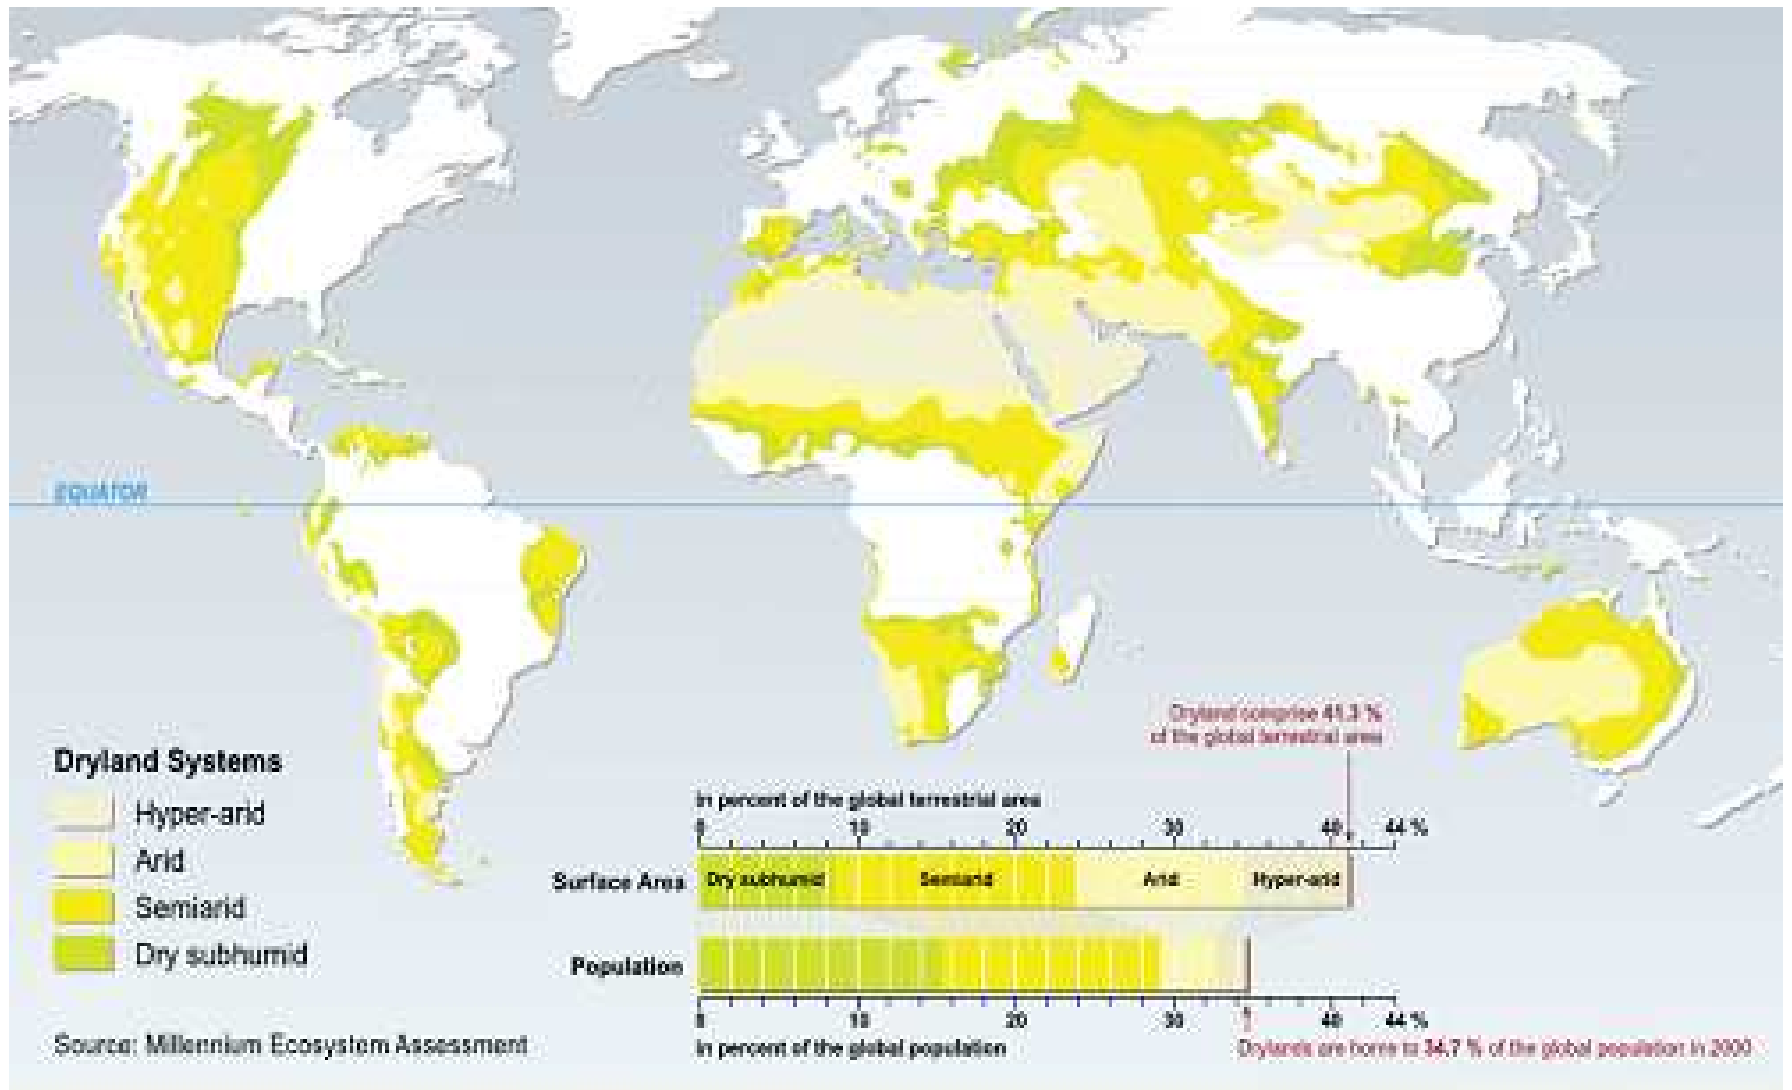 EQUATOR
Dryland comprise 41.3 %
of the global terrestrial area
Dryland Systems
Hyper-arid
Arid
Semiarid
Dry subhumid
in percent of the global terrestrial area
0 10 20 30 40 44 %
Surface Area
Dry subhumid Semiarid Arid Hyper-arid
Population
0 10 20 30 40 44 %
in percent of the global population
Drylands are home to 34.7 % of the global population in 2000
Source: Millennium Ecosystem Assessment